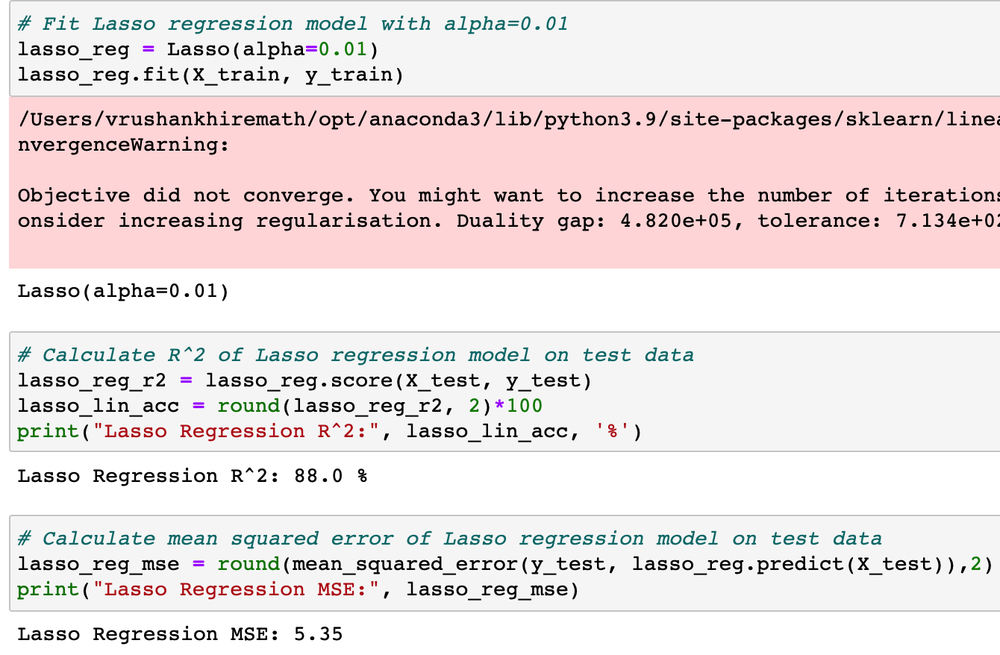 # Fit Lasso regression model with alpha=0.01
lasso_reg = Lasso(alpha=0.01)
lasso_reg.fit(X_train, y_train)
/Users/vrushankhiremath/opt/anaconda3/lib/python3.9/site-packages/sklearn/linea
nvergenceWarning:
Objective did not converge. You might want to increase the number of iterations
onsider increasing regularisation. Duality gap: 4.820e+05, tolerance: 7.134e+02
Lasso(alpha=0.01)
# Calculate R^2 of Lasso regression model on test data
lasso_reg_r2 = lasso_reg.score(X_test, y_test)
lasso_lin_acc = round(lasso_reg_r2, 2)*100
print("Lasso Regression R^2:", lasso_lin_acc, '%')
Lasso Regression R^2: 88.0 %
# Calculate mean squared error of Lasso regression model on test data
lasso_reg_mse = round(mean_squared_error(y_test, lasso_reg.predict(X_test)),2)
print("Lasso Regression MSE:", lasso_reg_mse)
Lasso Regression MSE: 5.35